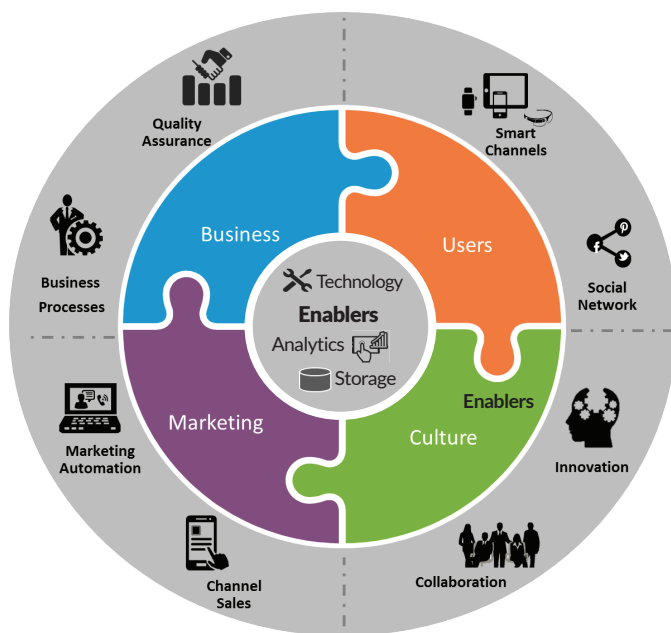 Quality
Assurance
Smart
Channels
Business
Users
Business
Processes
Social
Network
Technology
Enablers
Analytics
Storage
Enablers
Marketing
Culture
Marketing
Automation
Innovation
Channel
Sales
Collaboration